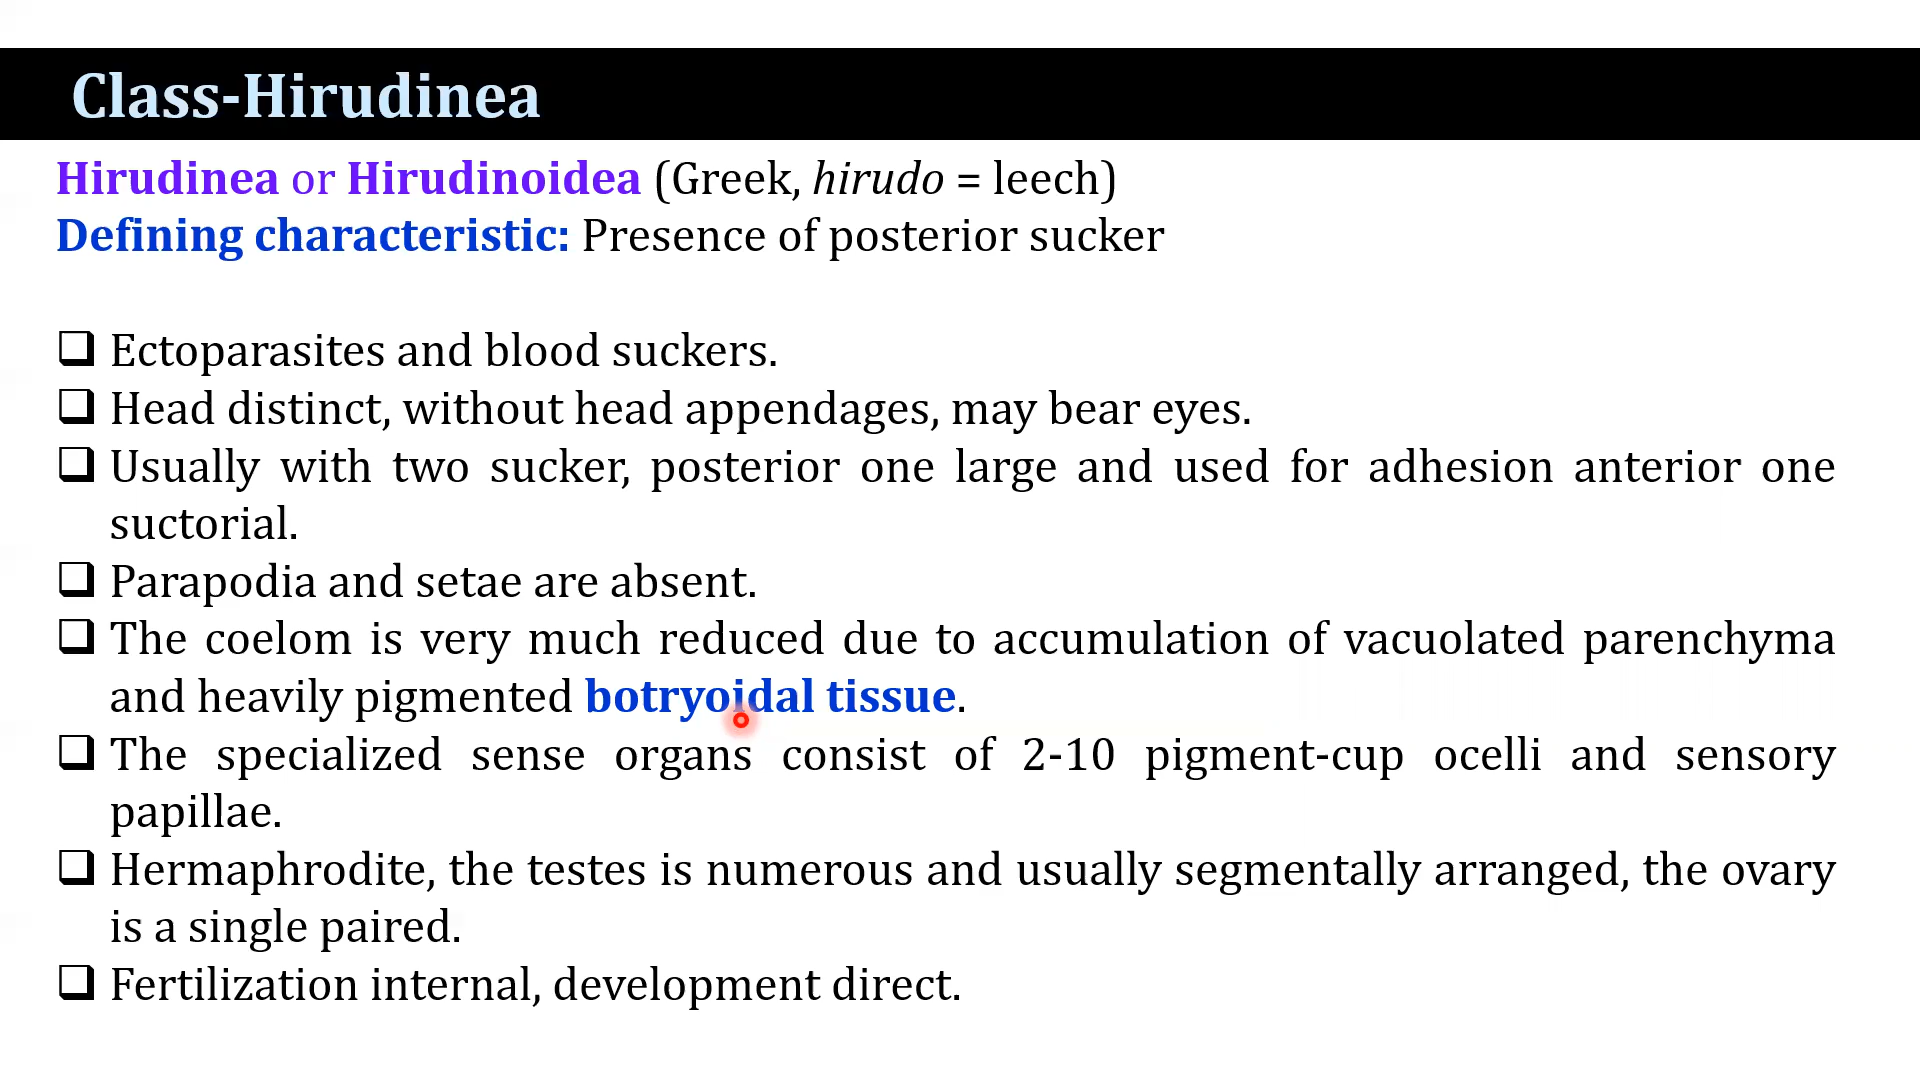 Class-Hirudinea
Hirudinea or Hirudinoidea (Greek, hirudo = leech)
Defining characteristic: Presence of posterior sucker
❑ Ectoparasites and blood suckers.
❑ Head distinct, without head appendages, may bear eyes.
❑ Usually with two sucker, posterior one large and used for adhesion anterior one
suctorial.
❑ Parapodia and setae are absent.
❑ The coelom is very much reduced due to accumulation of vacuolated parenchyma
and heavily pigmented botryoidal tissue.
❑ The specialized sense organs consist of 2-10 pigment-cup ocelli and sensory
papillae.
❑ Hermaphrodite, the testes is numerous and usually segmentally arranged, the ovary
is a single paired.
❑ Fertilization internal, development direct.